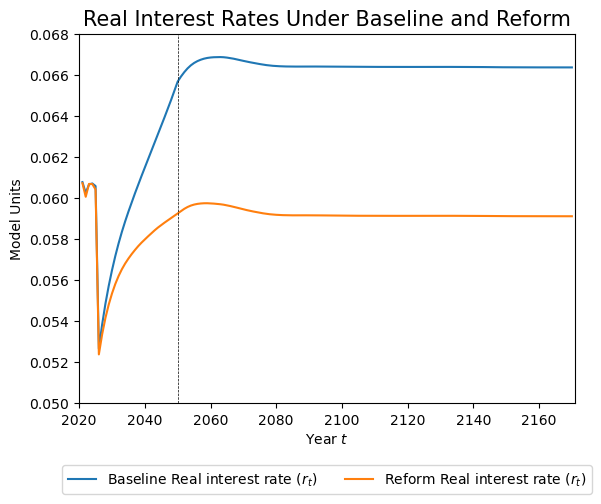 Real Interest Rates Under Baseline and Reform
0.068
0.066
0.064
0.062
0.060
0.058
0.056
0.054
0.052
0.050
Model Units
2020 2040 2060 2080 2100 2120 2140 2160
Year t
Baseline Real interest rate (rₜ) Reform Real interest rate (rₜ)